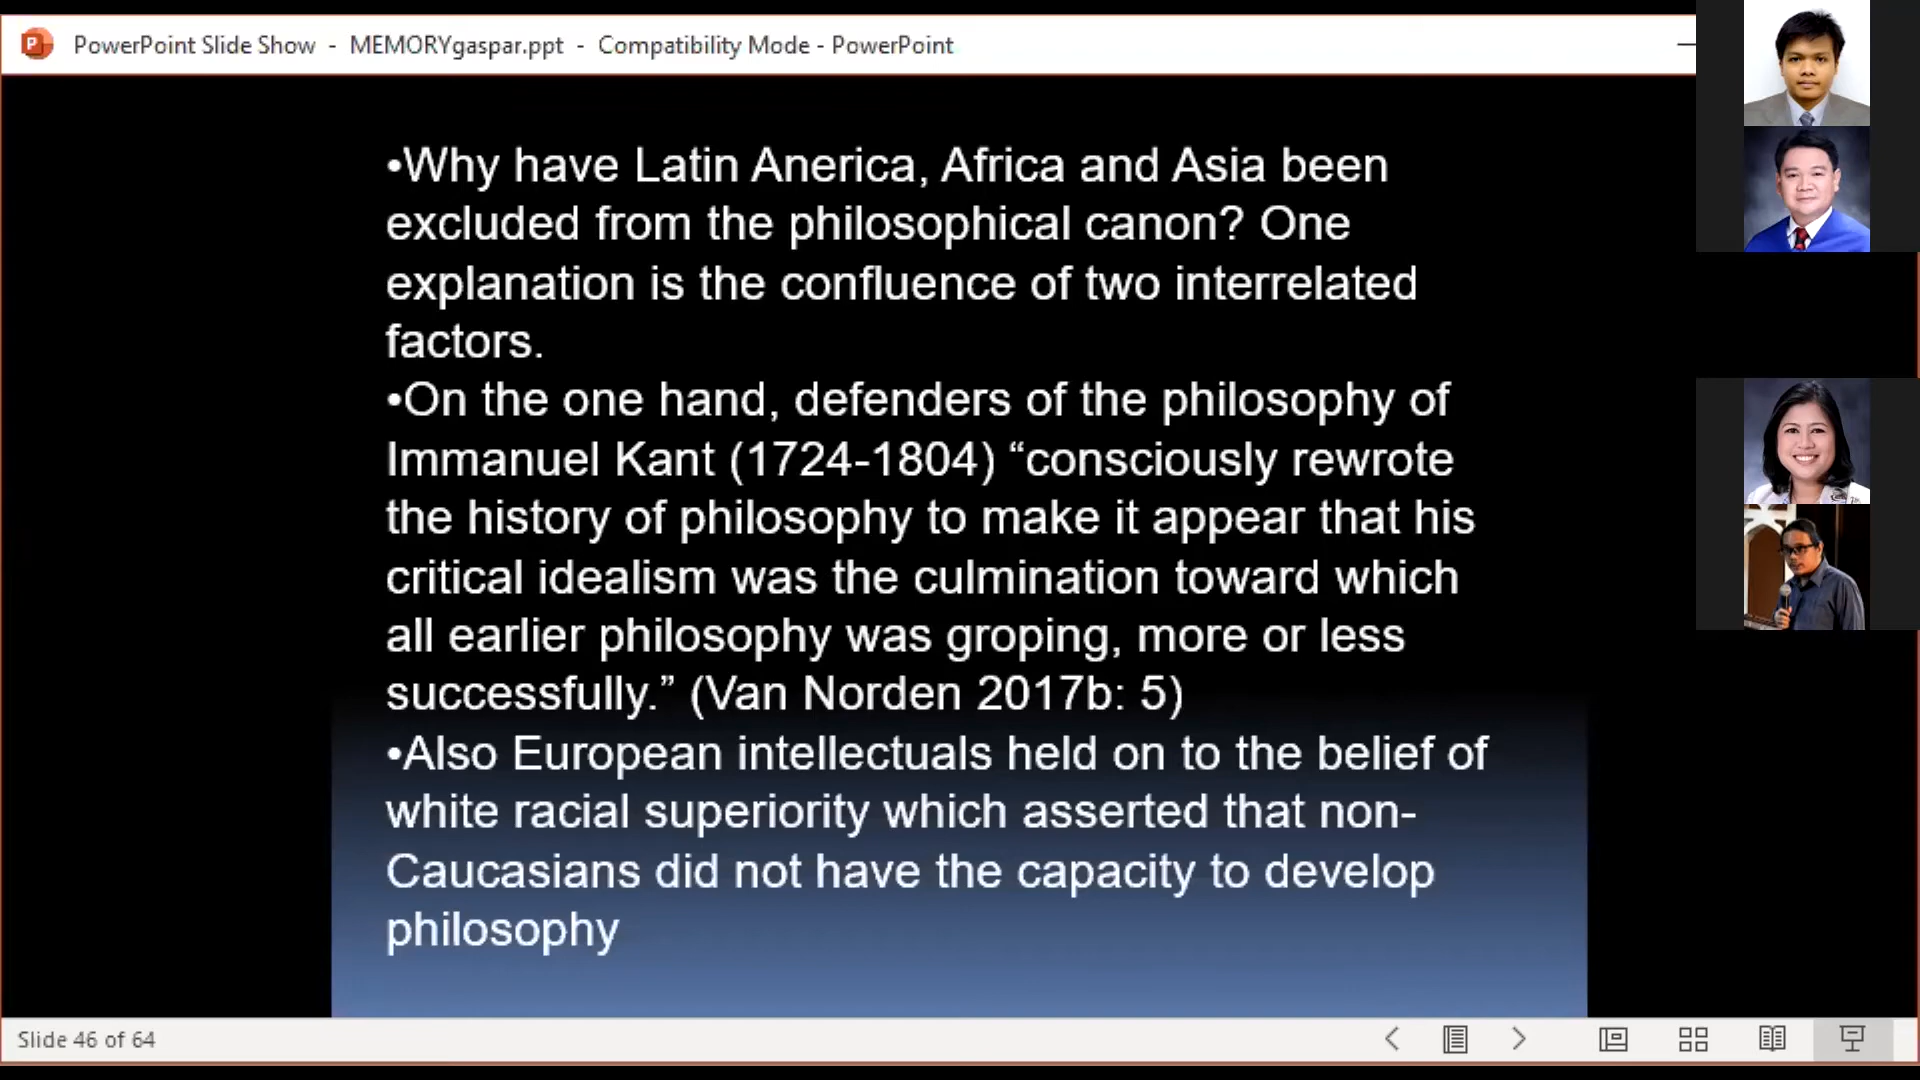 PowerPoint Slide Show - MEMORYgaspar.ppt - Compatibility Mode - PowerPoint
•Why have Latin Anerica, Africa and Asia been
excluded from the philosophical canon? One
explanation is the confluence of two interrelated
factors.
•On the one hand, defenders of the philosophy of
Immanuel Kant (1724-1804) “consciously rewrote
the history of philosophy to make it appear that his
critical idealism was the culmination toward which
all earlier philosophy was groping, more or less
successfully.” (Van Norden 2017b: 5)
•Also European intellectuals held on to the belief of
white racial superiority which asserted that non-
Caucasians did not have the capacity to develop
philosophy
Slide 46 of 64